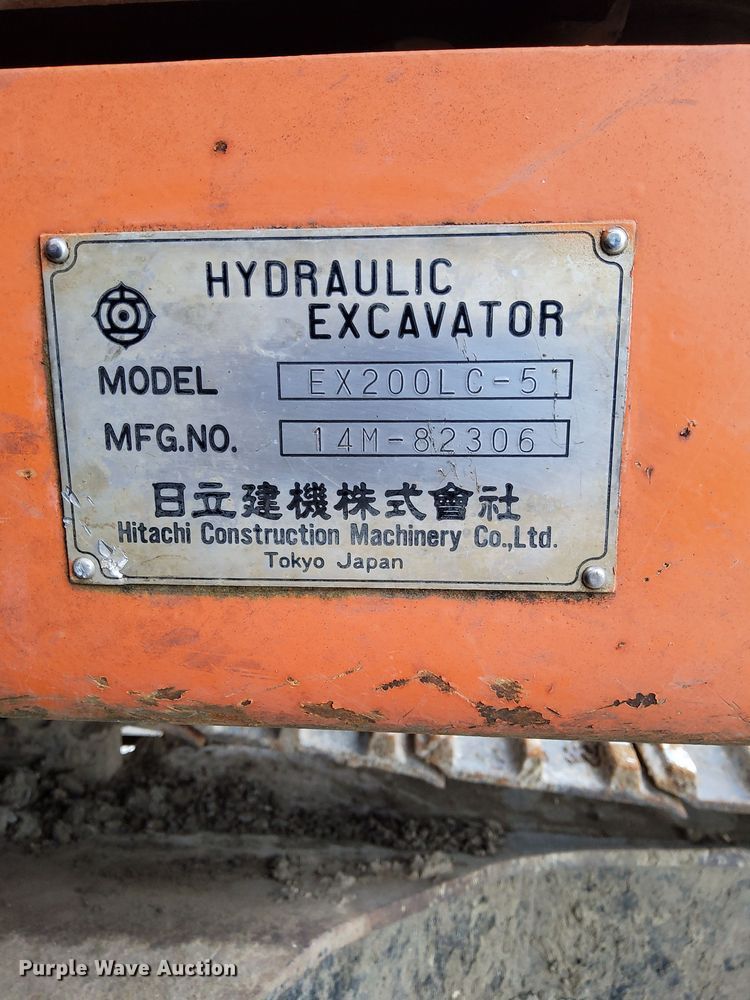 HYDRAULIC
EXCAVATOR
MODEL EX200LC-5
MFG.NO. 14M-82306
日立建機株式會社
Hitachi Construction Machinery Co.,Ltd.
Tokyo Japan
Purple Wave Auction